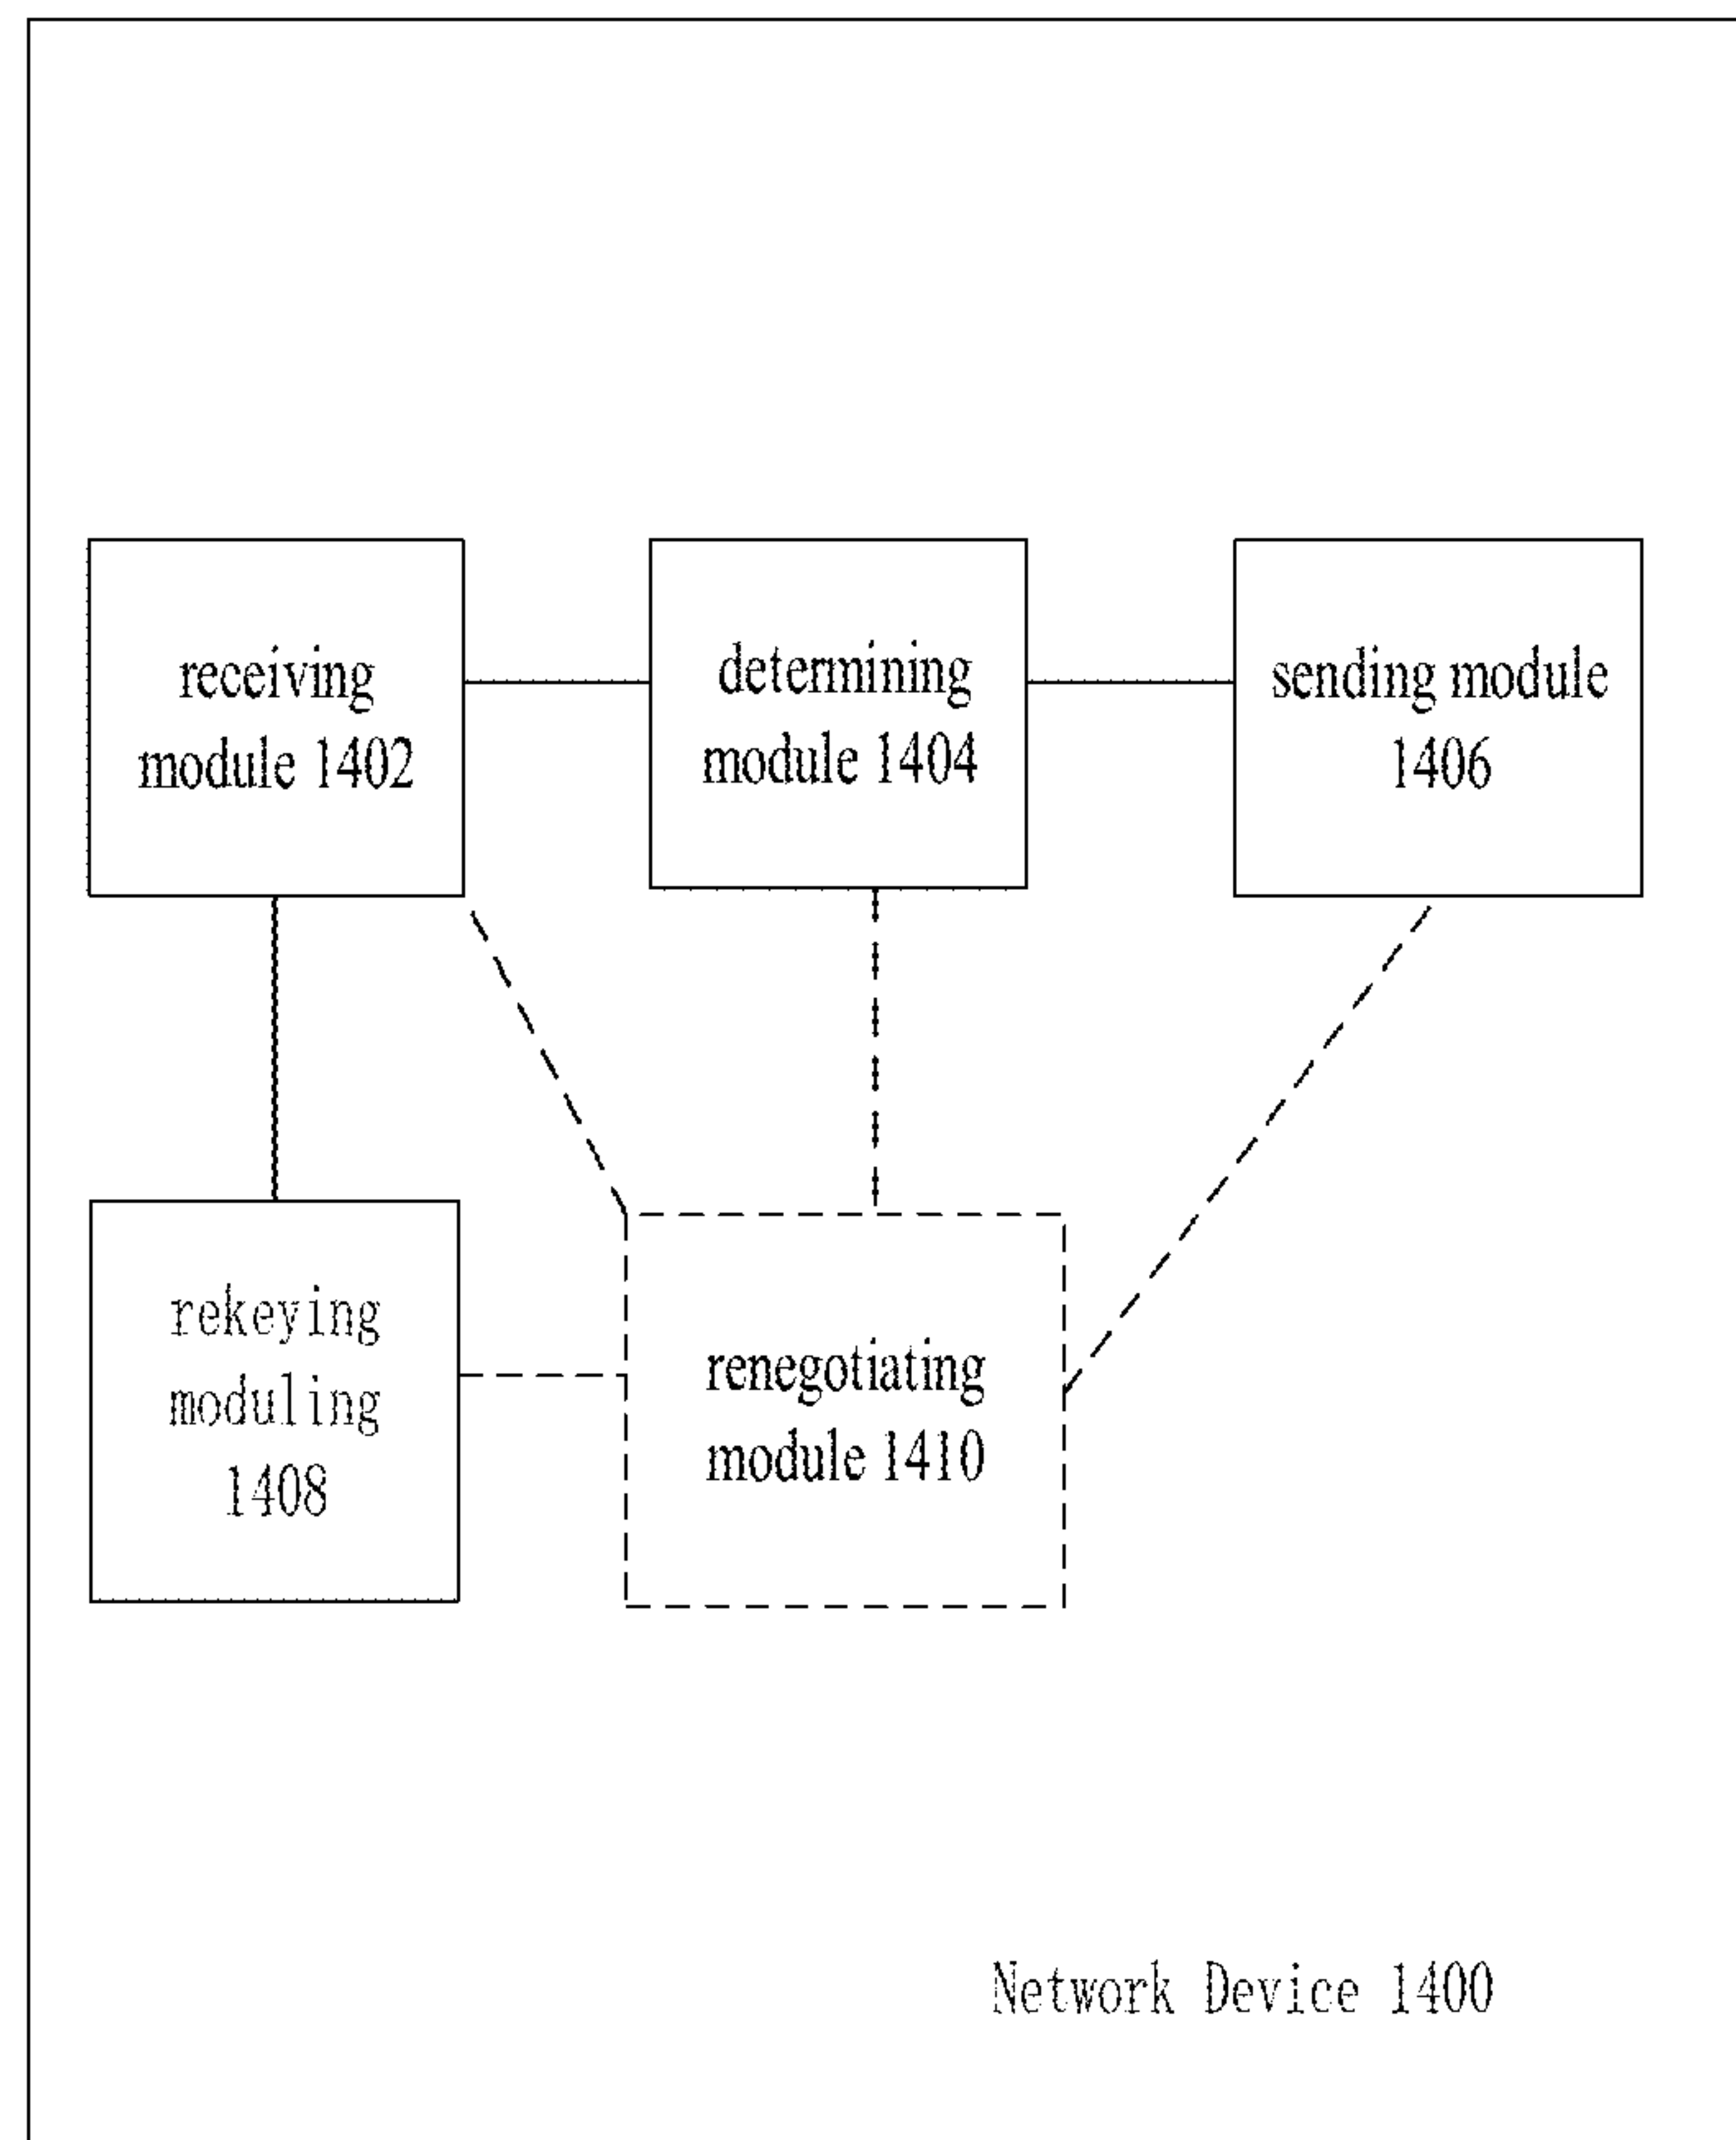 receiving
module 1402
determining
module 1404
sending module
1406
rekeying
moduling
1408
renegotiating
module 1410
Network Device 1400